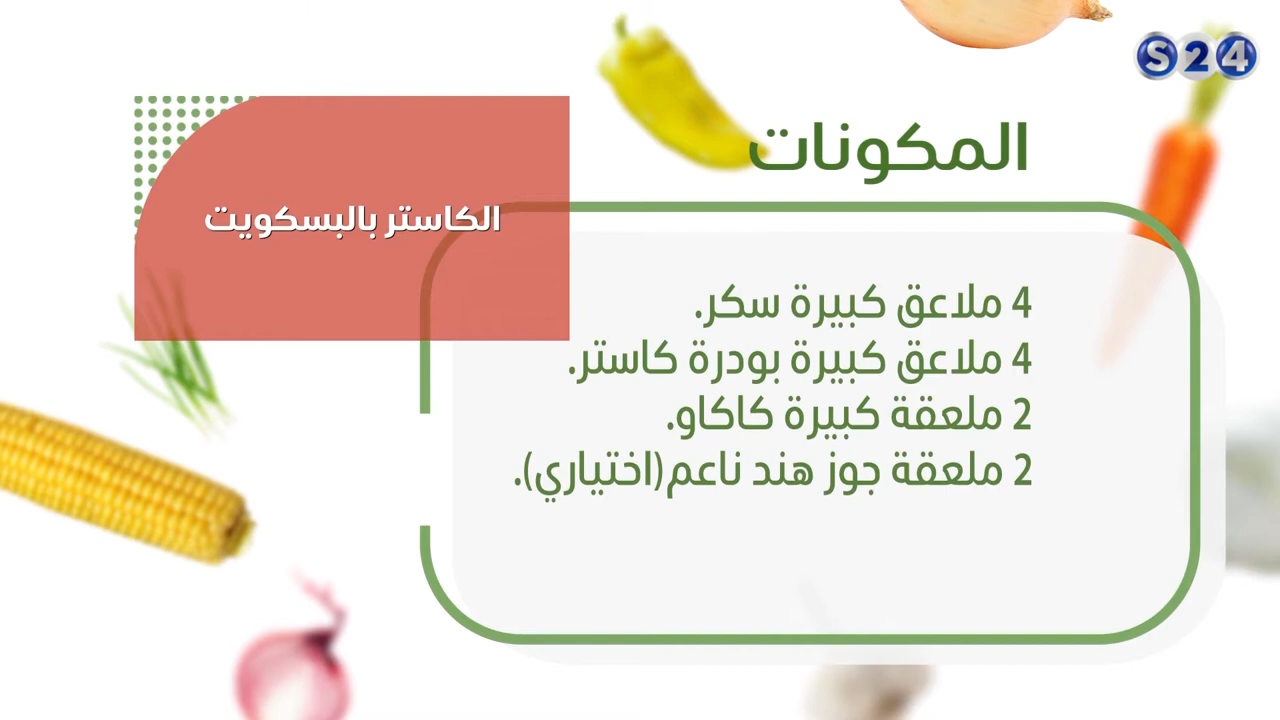 S24
المكونات
الكاستر بالبسكويت
4 ملاعق كبيرة سكر.
4 ملاعق كبيرة بودرة كاستر.
2 ملعقة كبيرة كاكاو.
2 ملعقة جوز هند ناعم(اختياري).